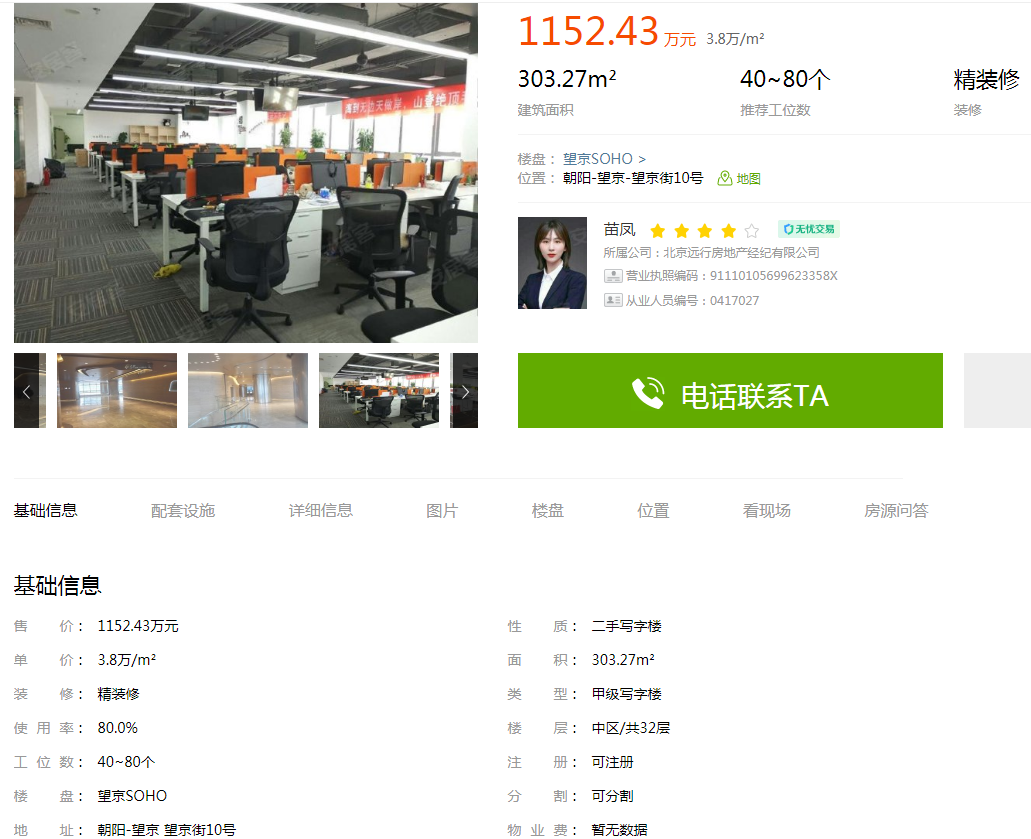 1152.43 万元 3.8万/m²
303.27m² 40~80个 精装修
建筑面积 推荐工位数 装修
楼盘： 望京SOHO >
位置： 朝阳-望京-望京街10号 地图
苗凤 无忧交易
所属公司：北京远行房地产经纪有限公司
营业执照编码：91110105699623358X
从业人员编号：0417027
电话联系TA
基础信息 配套设施 详细信息 图片 楼盘 位置 看现场 房源问答
基础信息
售价： 1152.43万元 性质： 二手写字楼
单价： 3.8万/m² 面积： 303.27m²
装修： 精装修 类型： 甲级写字楼
使用率： 80.0% 楼层： 中区/共32层
工位数： 40~80个 注册： 可注册
楼盘： 望京SOHO 分割： 可分割
地址： 朝阳-望京 望京街10号 物业费： 暂无数据